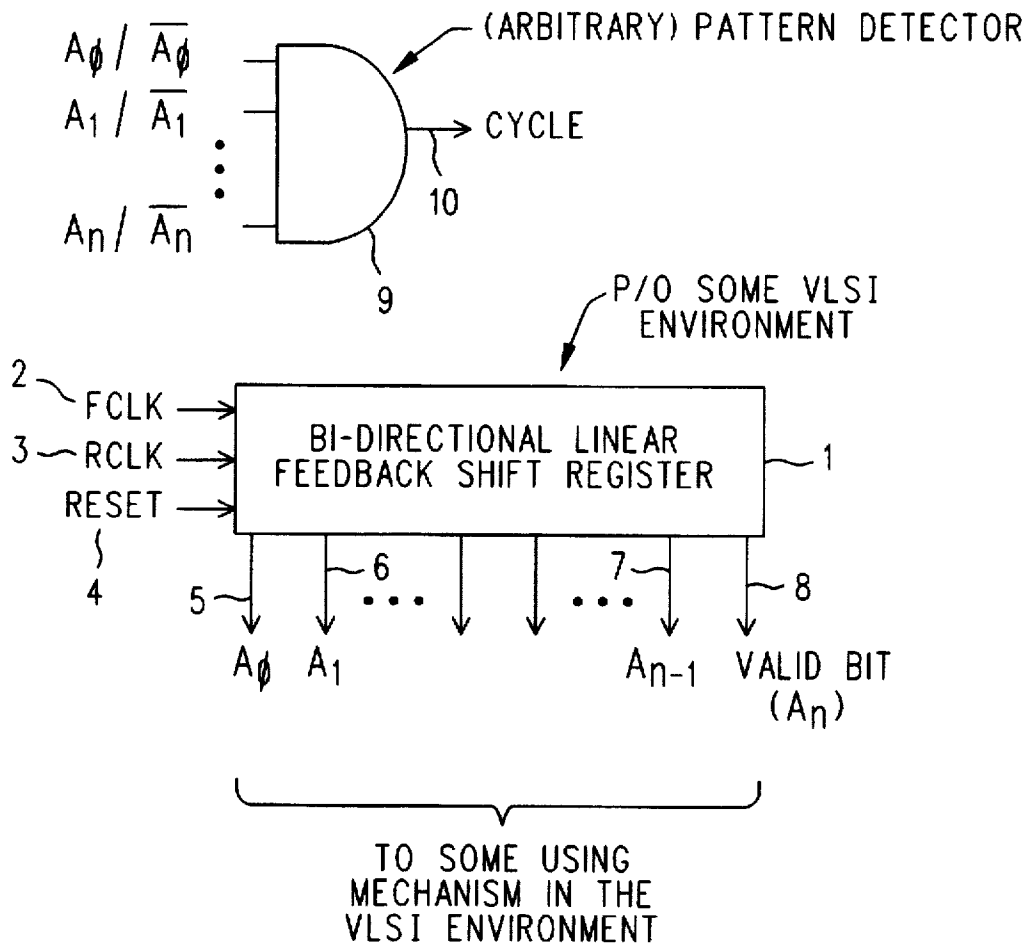 (ARBITRARY) PATTERN DETECTOR
Aϕ / A̅ϕ̅
A1 / A̅1̅
An / A̅n̅
CYCLE
10
9
P/O SOME VLSI
ENVIRONMENT
2
FCLK
3
RCLK
RESET
4
BI-DIRECTIONAL LINEAR
FEEDBACK SHIFT REGISTER
1
5
6
7
8
Aϕ
A1
An-1
VALID BIT
(An)
TO SOME USING
MECHANISM IN THE
VLSI ENVIRONMENT